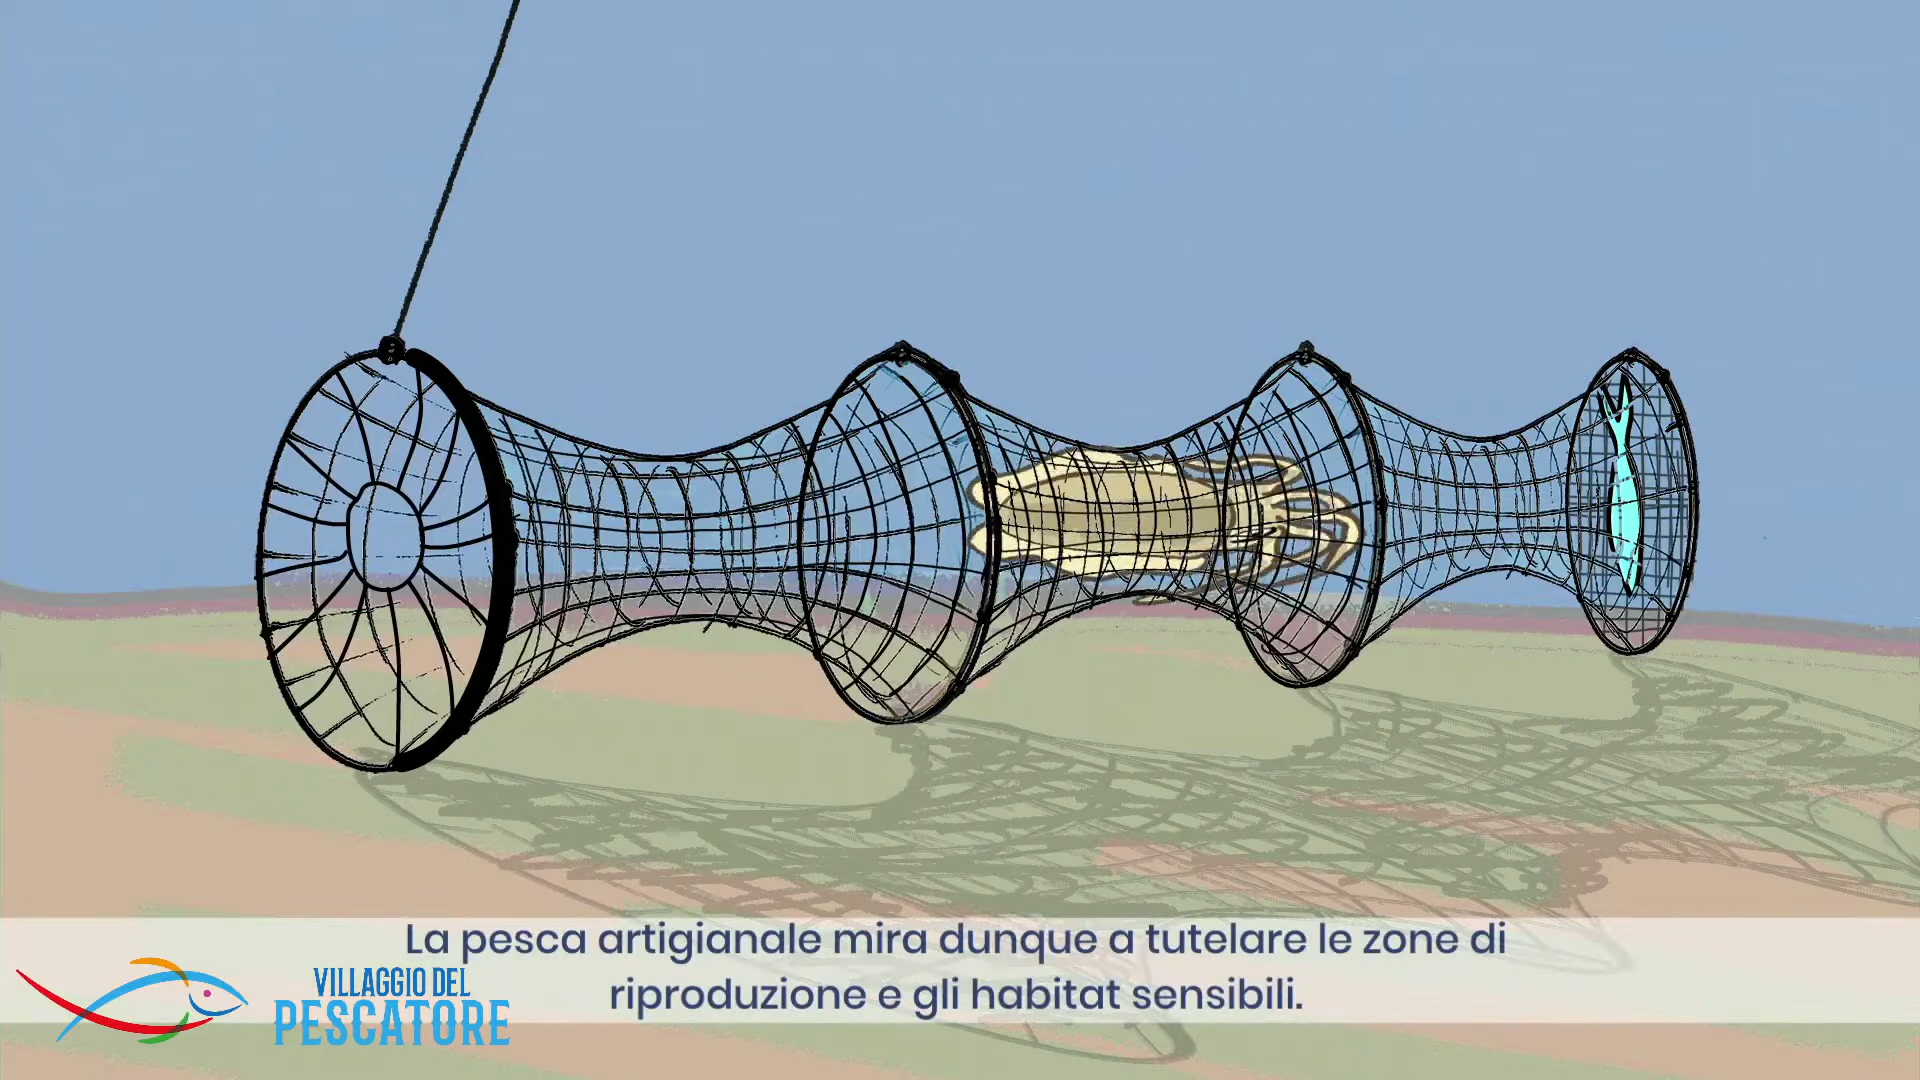 La pesca artigianale mira dunque a tutelare le zone di
riproduzione e gli habitat sensibili.
VILLAGGIO DEL
PESCATORE